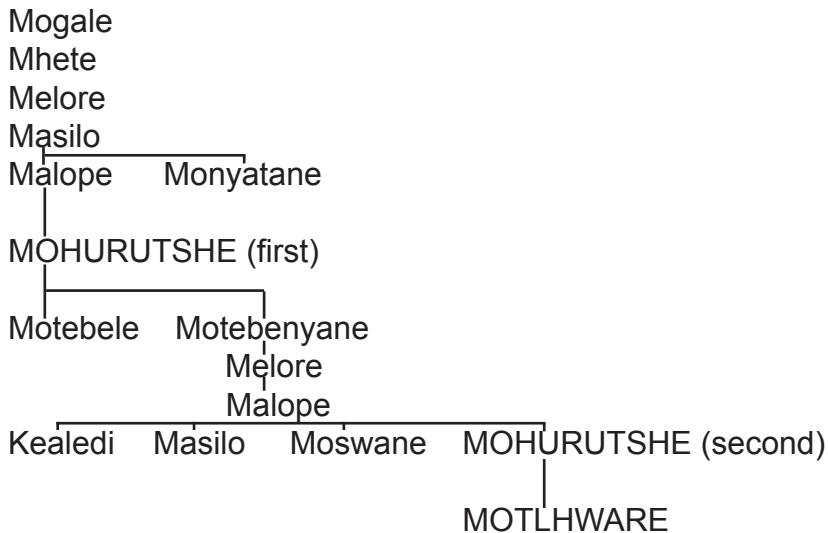 Mogale
Mhete
Melore
Masilo
Malope Monyatane
MOHURUTSHE (first)
Motebele Motebenyane
Melore
Malope
Kealedi Masilo Moswane MOHURUTSHE (second)
MOTLHWARE